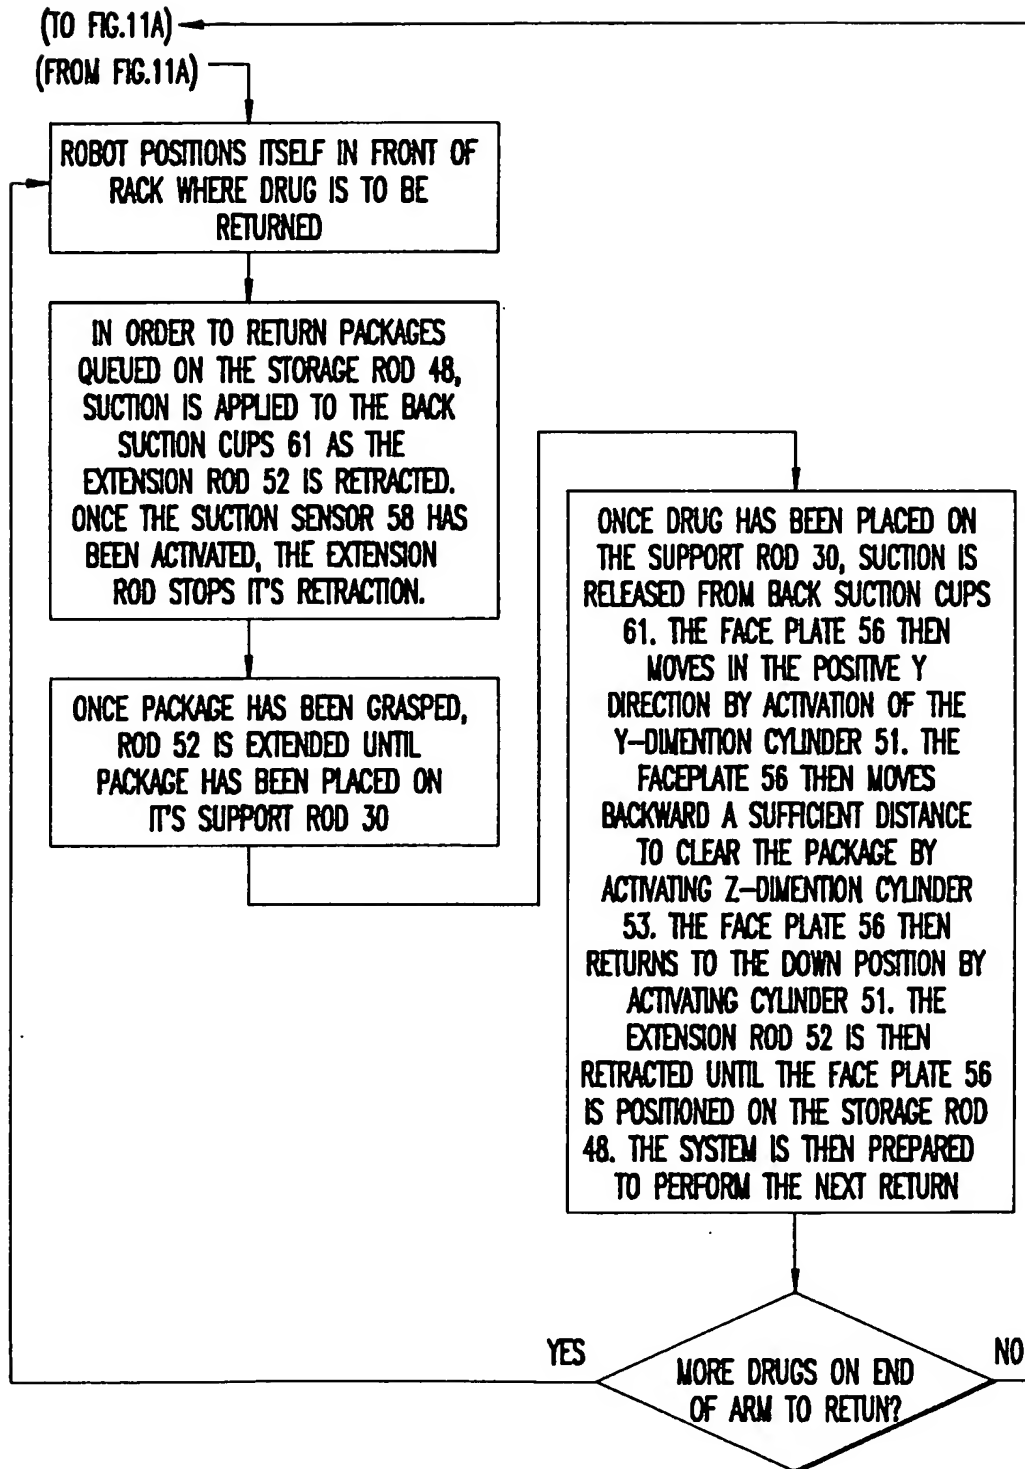 (TO FIG.11A)
(FROM FIG.11A)
ROBOT POSITIONS ITSELF IN FRONT OF
RACK WHERE DRUG IS TO BE
RETURNED
IN ORDER TO RETURN PACKAGES
QUEUED ON THE STORAGE ROD 48,
SUCTION IS APPLIED TO THE BACK
SUCTION CUPS 61 AS THE
EXTENSION ROD 52 IS RETRACTED.
ONCE THE SUCTION SENSOR 58 HAS
BEEN ACTIVATED, THE EXTENSION
ROD STOPS IT'S RETRACTION.
ONCE PACKAGE HAS BEEN GRASPED,
ROD 52 IS EXTENDED UNTIL
PACKAGE HAS BEEN PLACED ON
IT'S SUPPORT ROD 30
ONCE DRUG HAS BEEN PLACED ON
THE SUPPORT ROD 30, SUCTION IS
RELEASED FROM BACK SUCTION CUPS
61. THE FACE PLATE 56 THEN
MOVES IN THE POSITIVE Y
DIRECTION BY ACTIVATION OF THE
Y-DIMENTION CYLINDER 51. THE
FACEPLATE 56 THEN MOVES
BACKWARD A SUFFICIENT DISTANCE
TO CLEAR THE PACKAGE BY
ACTIVATING Z-DIMENTION CYLINDER
53. THE FACE PLATE 56 THEN
RETURNS TO THE DOWN POSITION BY
ACTIVATING CYLINDER 51. THE
EXTENSION ROD 52 IS THEN
RETRACTED UNTIL THE FACE PLATE 56
IS POSITIONED ON THE STORAGE ROD
48. THE SYSTEM IS THEN PREPARED
TO PERFORM THE NEXT RETURN
YES
NO
MORE DRUGS ON END
OF ARM TO RETUN?